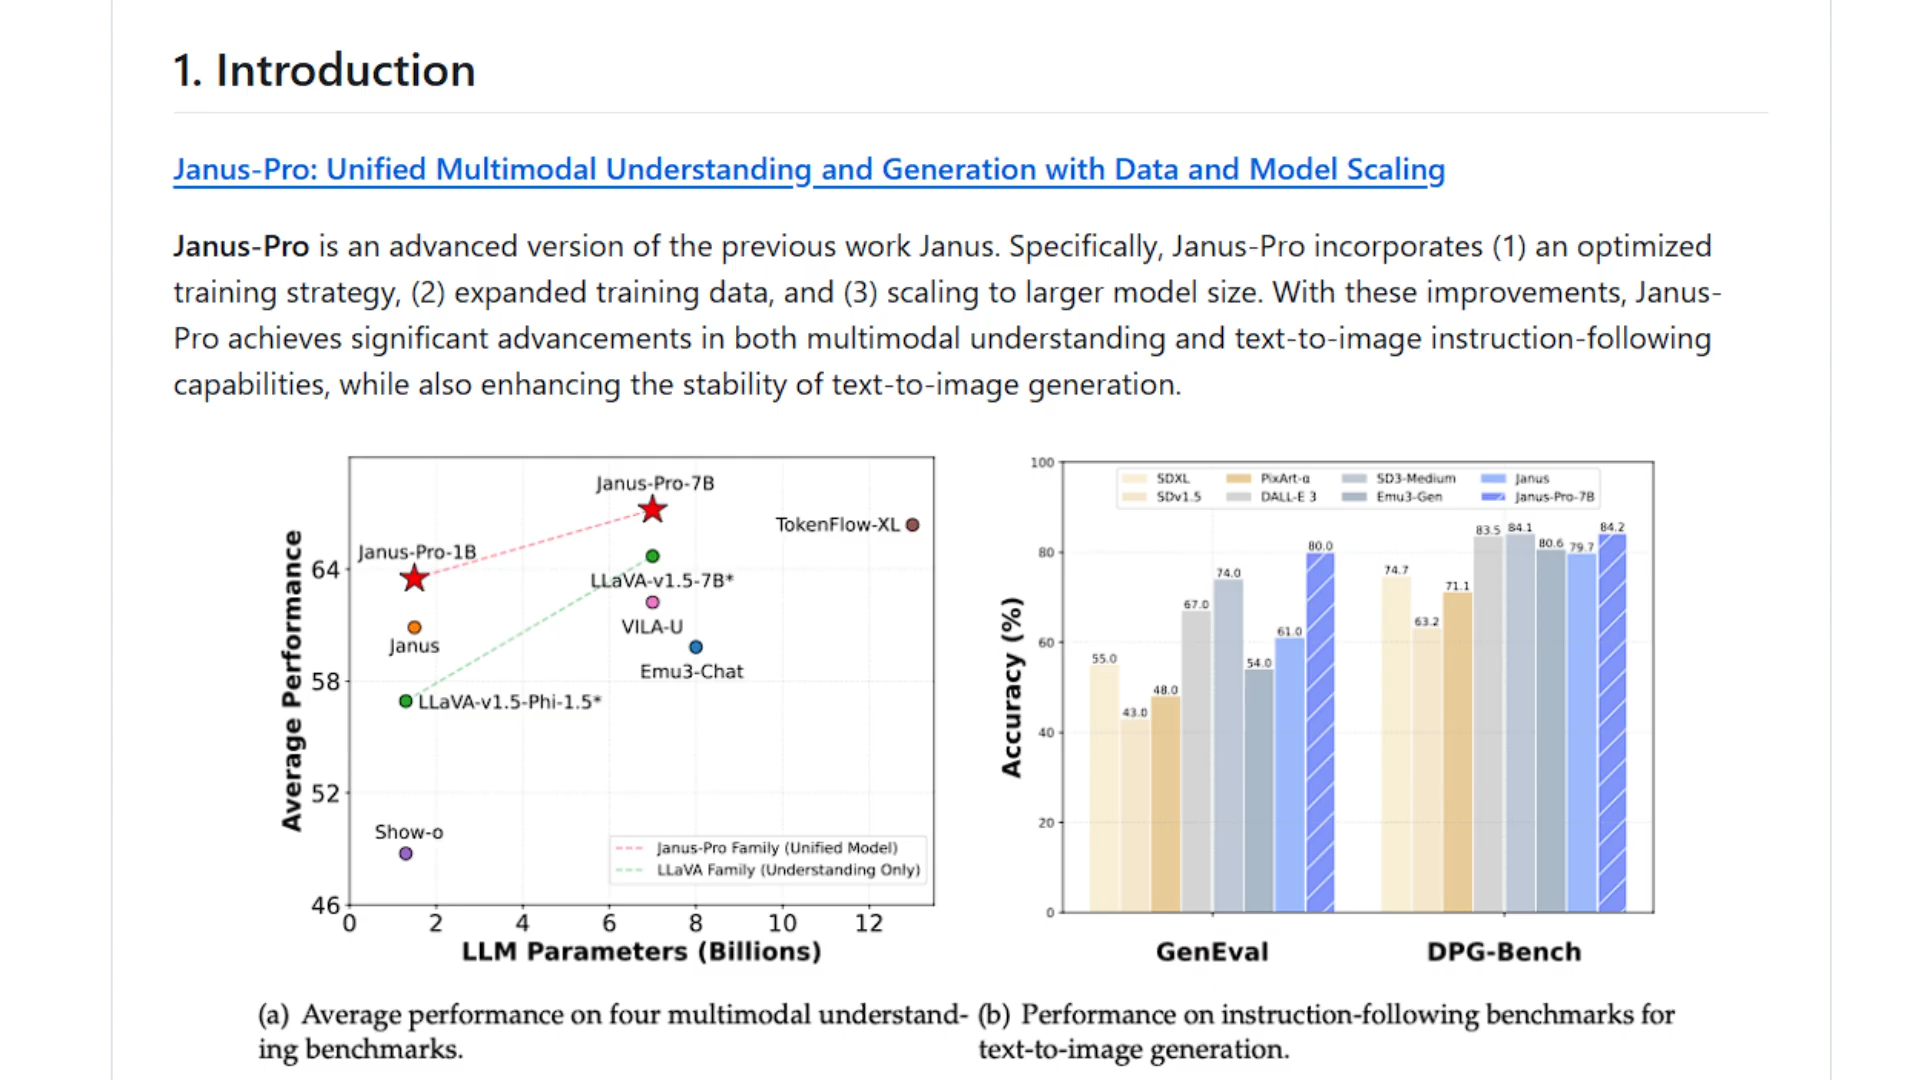 1. Introduction
Janus-Pro: Unified Multimodal Understanding and Generation with Data and Model Scaling
Janus-Pro is an advanced version of the previous work Janus. Specifically, Janus-Pro incorporates (1) an optimized
training strategy, (2) expanded training data, and (3) scaling to larger model size. With these improvements, Janus-
Pro achieves significant advancements in both multimodal understanding and text-to-image instruction-following
capabilities, while also enhancing the stability of text-to-image generation.
Average Performance
64
58
52
46
Janus-Pro-7B
TokenFlow-XL
Janus-Pro-1B
LLaVA-v1.5-7B*
VILA-U
Janus
Emu3-Chat
LLaVA-v1.5-Phi-1.5*
Show-o
Janus-Pro Family (Unified Model)
LLaVA Family (Understanding Only)
0 2 4 6 8 10 12
LLM Parameters (Billions)
(a) Average performance on four multimodal understand-
ing benchmarks.
Accuracy (%)
100
80
60
40
20
0
SDXL PixArt-α SD3-Medium Janus
SDv1.5 DALL-E 3 Emu3-Gen Janus-Pro-7B
55.0 43.0 48.0 67.0 74.0 54.0 61.0 80.0
74.7 63.2 71.1 83.5 84.1 80.6 79.7 84.2
GenEval DPG-Bench
(b) Performance on instruction-following benchmarks for
text-to-image generation.